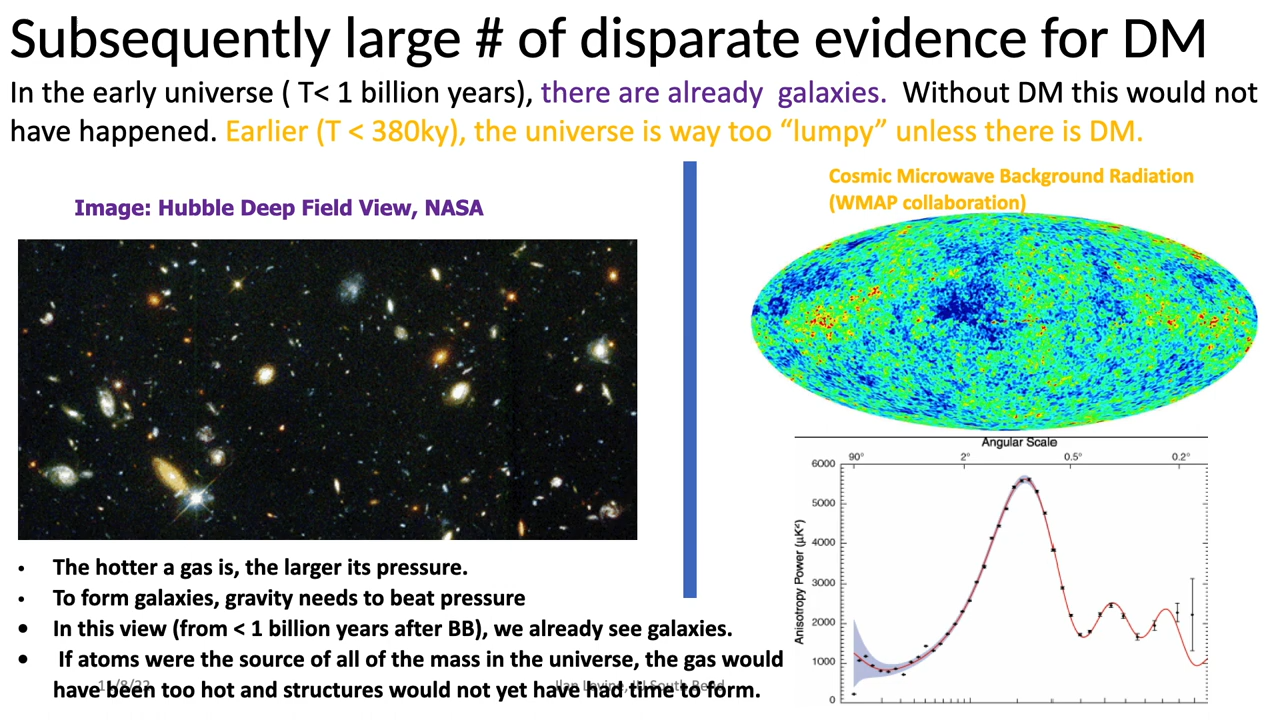 Subsequently large # of disparate evidence for DM
In the early universe ( T< 1 billion years), there are already galaxies. Without DM this would not
have happened. Earlier (T < 380ky), the universe is way too “lumpy” unless there is DM.
Image: Hubble Deep Field View, NASA
Cosmic Microwave Background Radiation
(WMAP collaboration)
• The hotter a gas is, the larger its pressure.
• To form galaxies, gravity needs to beat pressure
• In this view (from < 1 billion years after BB), we already see galaxies.
• If atoms were the source of all of the mass in the universe, the gas would
have been too hot and structures would not yet have had time to form.
Angular Scale
90° 2° 0.5° 0.2°
Anisotropy Power (μK²)
6000
5000
4000
3000
2000
1000
0